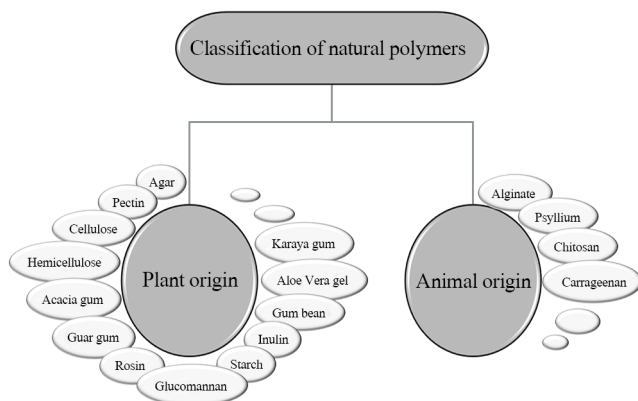 Classification of natural polymers
Agar
Pectin
Cellulose
Hemicellulose
Acacia gum
Guar gum
Rosin
Glucomannan
Starch
Inulin
Gum bean
Aloe Vera gel
Karaya gum
Plant origin
Alginate
Psyllium
Chitosan
Carrageenan
Animal origin